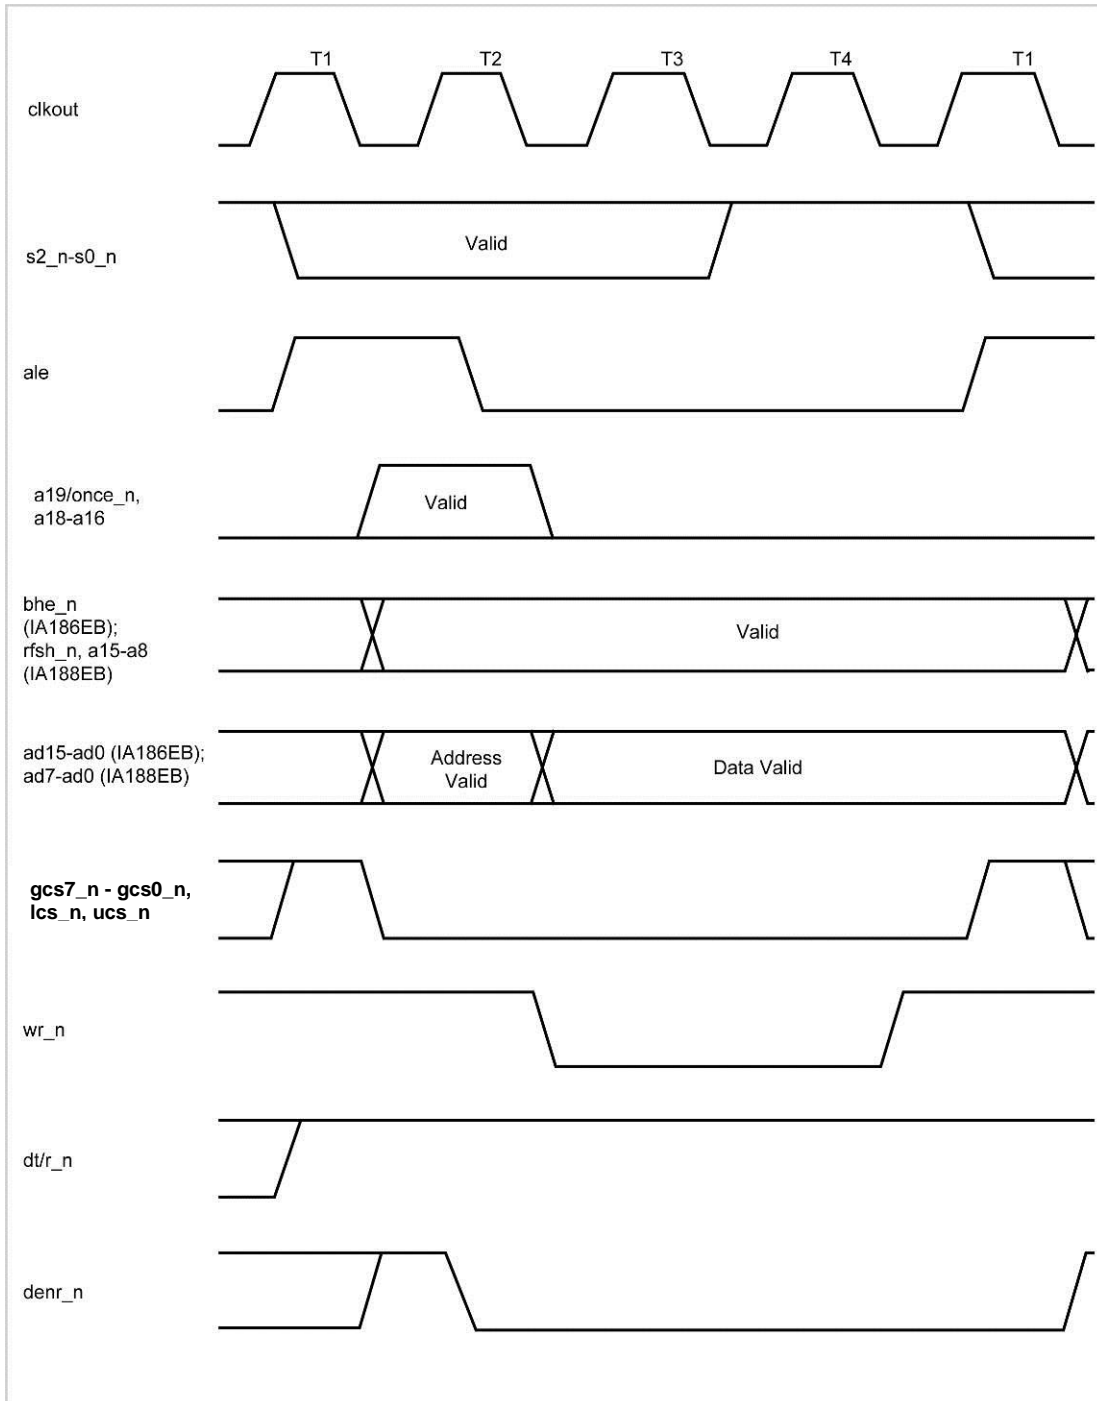 T1 T2 T3 T4 T1
clkout
s2_n-s0_n
Valid
ale
a19/once_n,
a18-a16
Valid
bhe_n
(IA186EB);
rfsh_n, a15-a8
(IA188EB)
Valid
ad15-ad0 (IA186EB);
ad7-ad0 (IA188EB)
Address
Valid
Data Valid
gcs7_n - gcs0_n,
lcs_n, ucs_n
wr_n
dt/r_n
denr_n